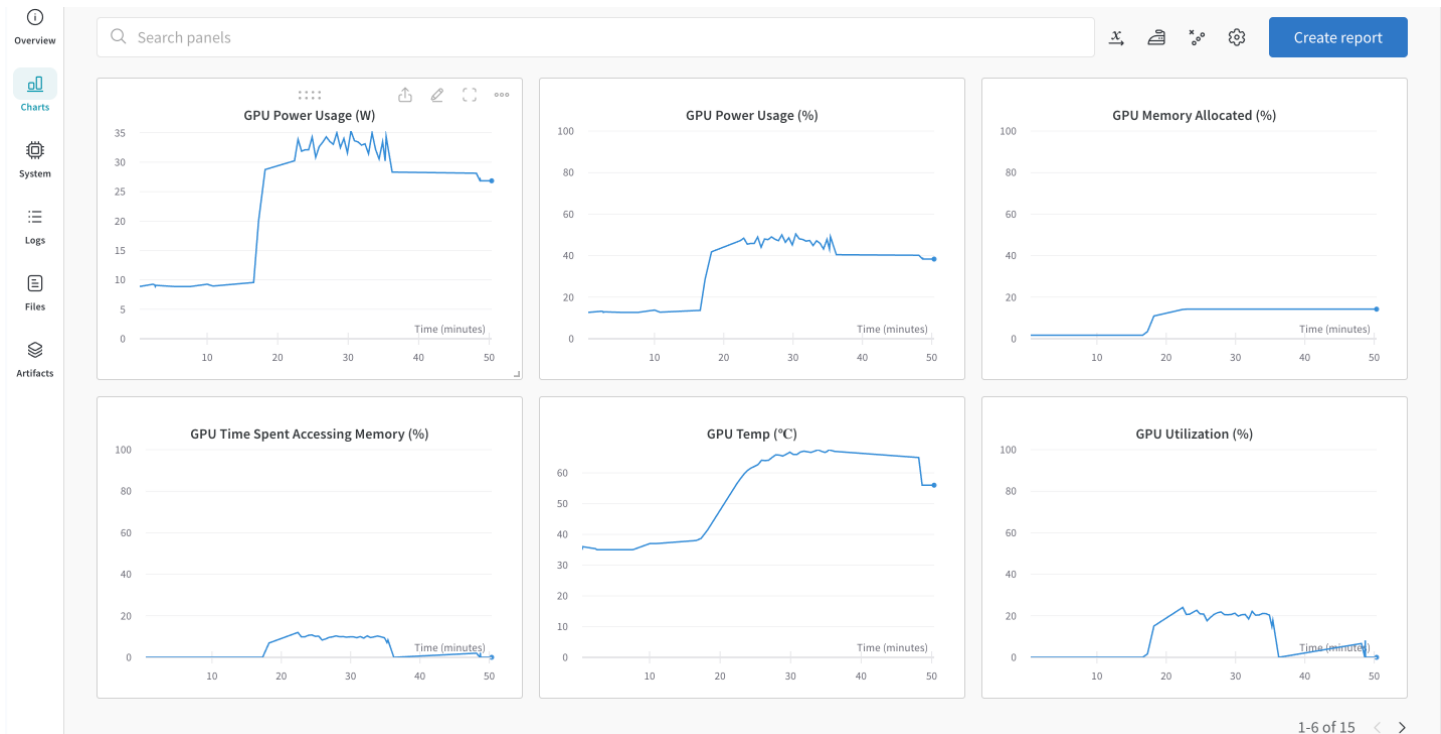 Overview
Charts
System
Logs
Files
Artifacts
Search panels
x
Create report
GPU Power Usage (W)
35
30
25
20
15
10
5
0
Time (minutes)
10 20 30 40 50
GPU Power Usage (%)
100
80
60
40
20
0
Time (minutes)
10 20 30 40 50
GPU Memory Allocated (%)
100
80
60
40
20
0
Time (minutes)
10 20 30 40 50
GPU Time Spent Accessing Memory (%)
100
80
60
40
20
0
Time (minutes)
10 20 30 40 50
GPU Temp (℃)
60
50
40
30
20
10
0
Time (minutes)
10 20 30 40 50
GPU Utilization (%)
100
80
60
40
20
0
Time (minutes)
10 20 30 40 50
1-6 of 15